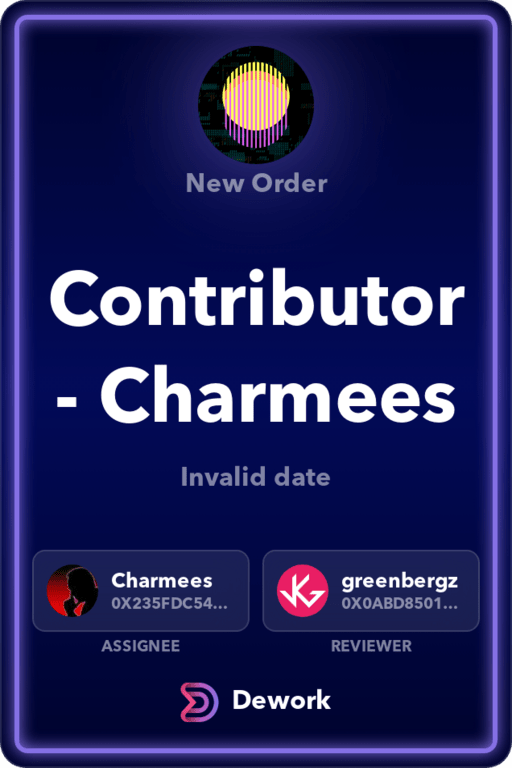 New Order
Contributor
- Charmees
Invalid date
Charmees
0X235FDC54...
greenbergz
0X0ABD8501...
ASSIGNEE
REVIEWER
Dework